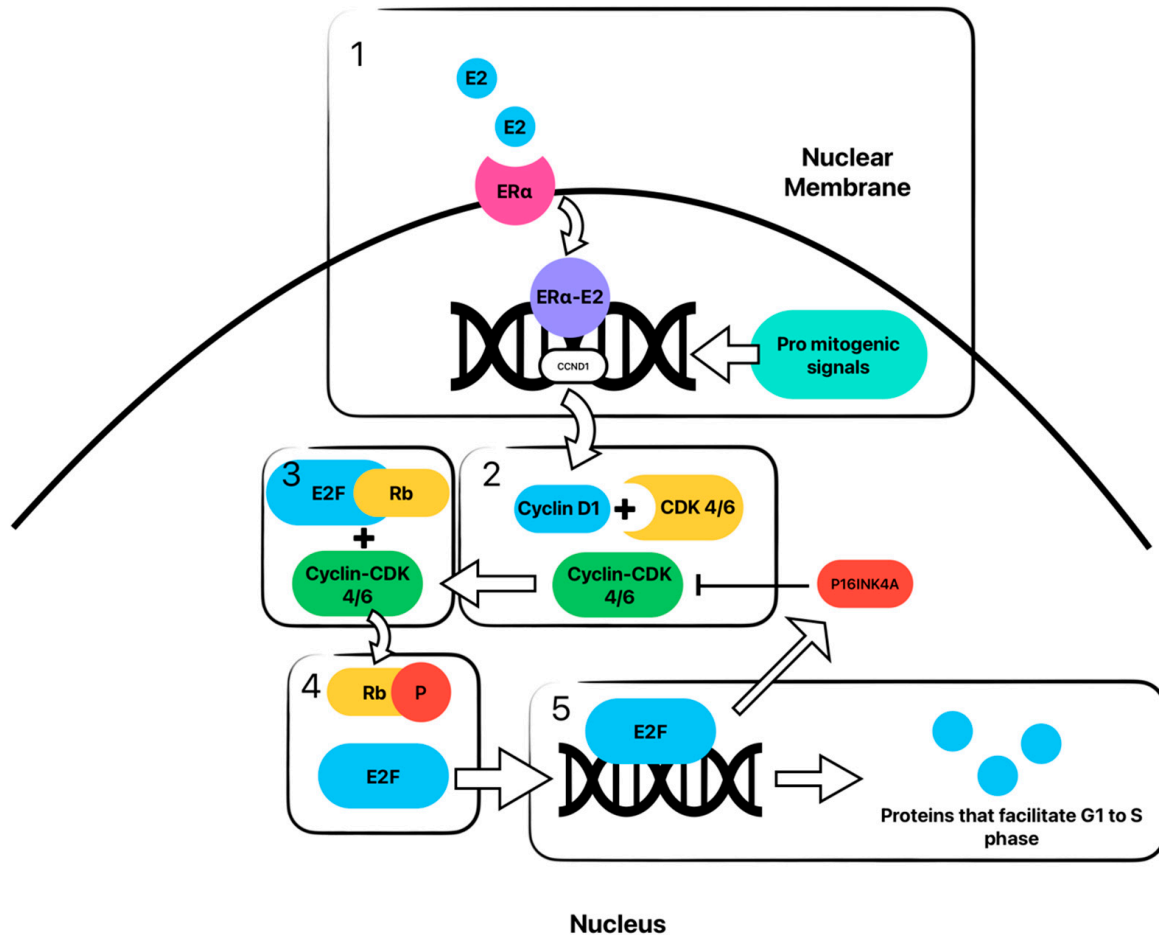 1
E2
E2
ERα
Nuclear
Membrane
ERα-E2
CCND1
Pro mitogenic
signals
2
Cyclin D1
+
CDK 4/6
Cyclin-CDK
4/6
P16INK4A
3
E2F
Rb
+
Cyclin-CDK
4/6
4
Rb
P
E2F
5
E2F
Proteins that facilitate G1 to S
phase
Nucleus